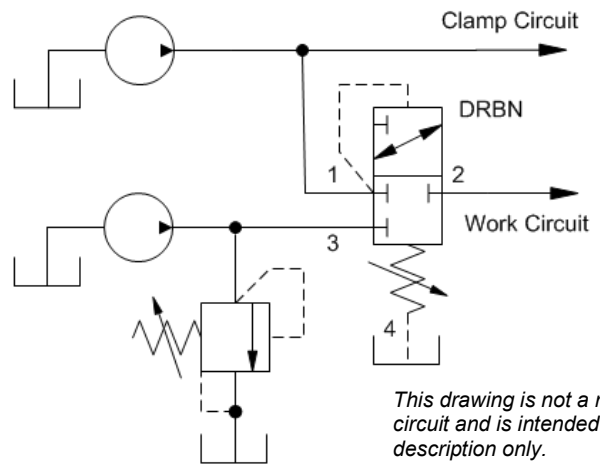 Clamp Circuit
DRBN
1
2
Work Circuit
3
4
This drawing is not a
circuit and is intended
description only.